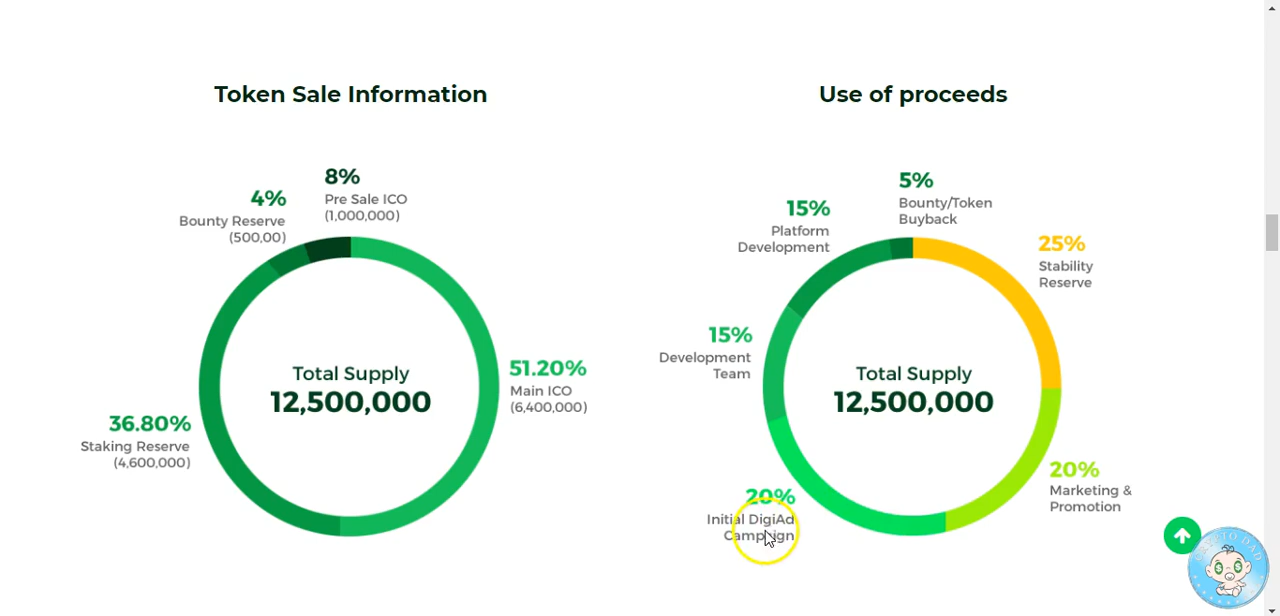 Token Sale Information
8%
Pre Sale ICO
(1,000,000)
4%
Bounty Reserve
(500,00)
51.20%
Main ICO
(6,400,000)
36.80%
Staking Reserve
(4,600,000)
Total Supply
12,500,000
Use of proceeds
5%
Bounty/Token
Buyback
15%
Platform
Development
25%
Stability
Reserve
15%
Development
Team
20%
Marketing &
Promotion
20%
Initial DigiAd
Campaign
Total Supply
12,500,000
CRYPTO DAD